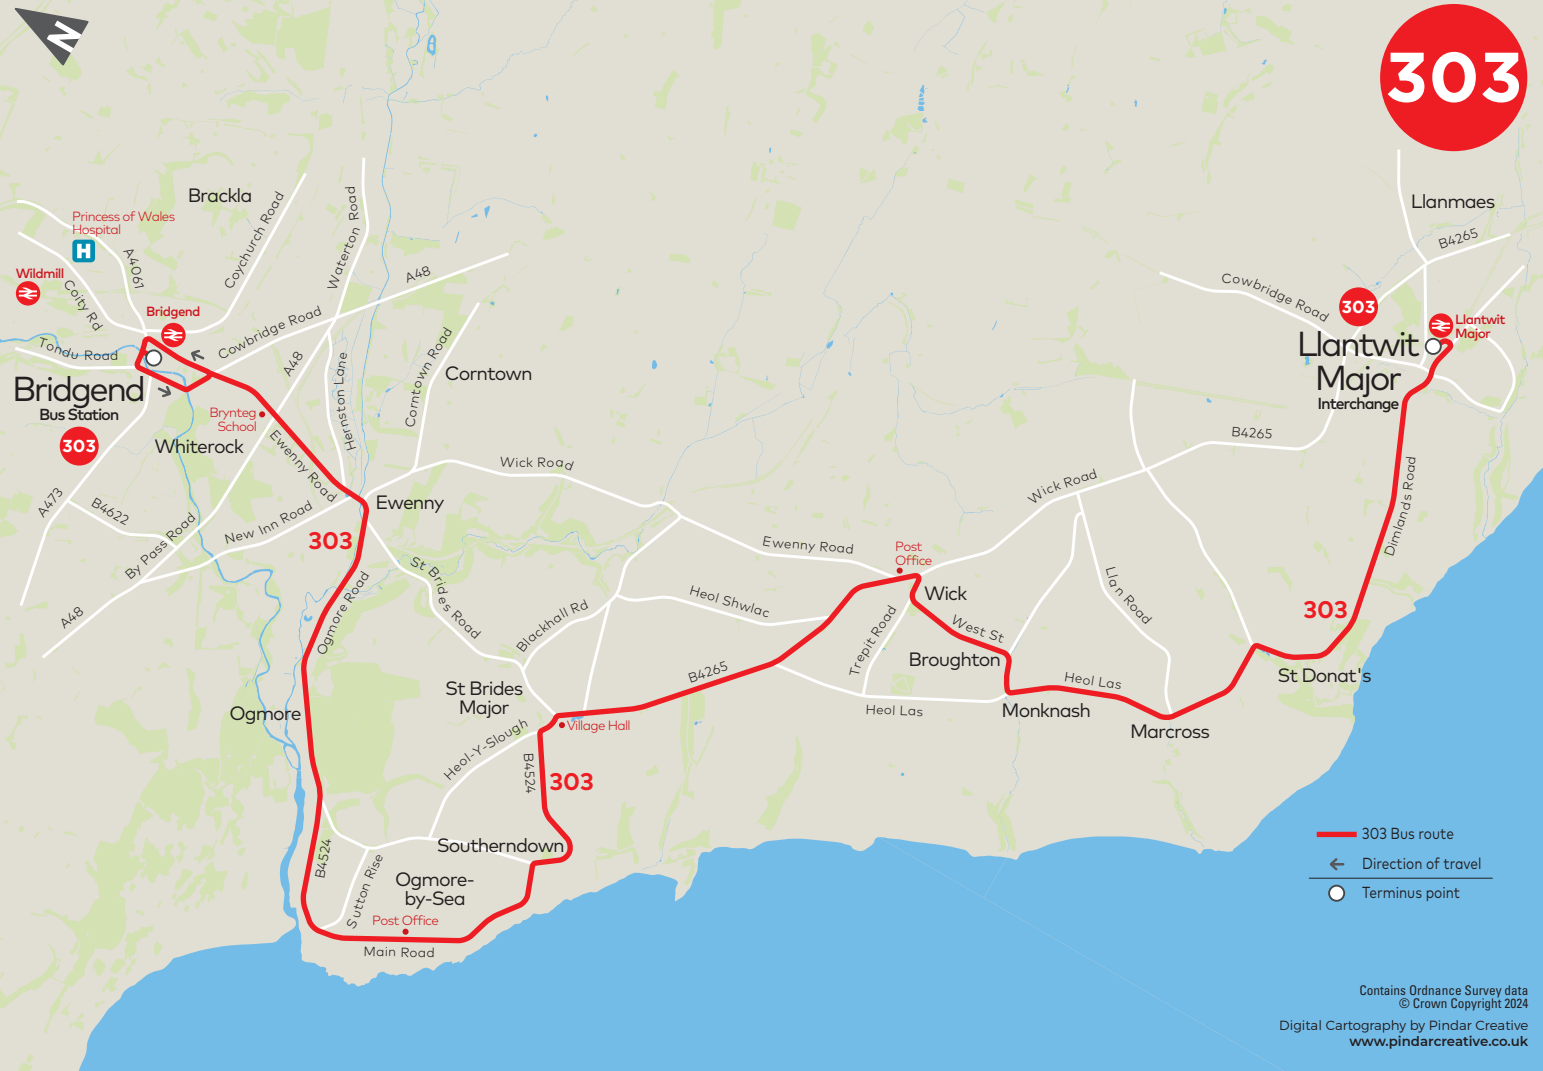 N
303
Brackla
Princess of Wales
Hospital
H
A4061
Coychurch Road
Waterton Road
A48
Wildmill
Coity Rd
Bridgend
Cowbridge Road
Tondu Road
A48
Hernston Lane
Corntown Road
Corntown
Bridgend
Bus Station
303
Brynteg
School
Whiterock
Ewenny Road
A473
B4622
By Pass Road
New Inn Road
A48
Ewenny
303
Wick Road
Llanmaes
B4265
Cowbridge Road
303
Llantwit
Major
Llantwit
Major
Interchange
B4265
Wick Road
Dimlands Road
Ewenny Road
Post
Office
Wick
Heol Shwlac
St Brides Road
Blackhall Rd
Ogmore Road
Trepit Road
West St
Broughton
Llan Road
303
St Donat's
B4265
Heol Las
Heol Las
Monknash
Marcross
St Brides
Major
Ogmore
Village Hall
Heol-Y-Slough
B4524
303
Southerndown
B4524
Sutton Rise
Ogmore-
by-Sea
Post Office
Main Road
303 Bus route
Direction of travel
Terminus point
Contains Ordnance Survey data
© Crown Copyright 2024
Digital Cartography by Pindar Creative
www.pindarcreative.co.uk